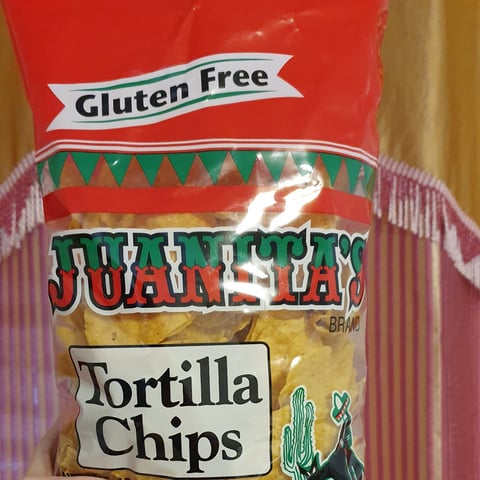 Gluten Free
JUANITA'S
BRAND
Tortilla
Chips